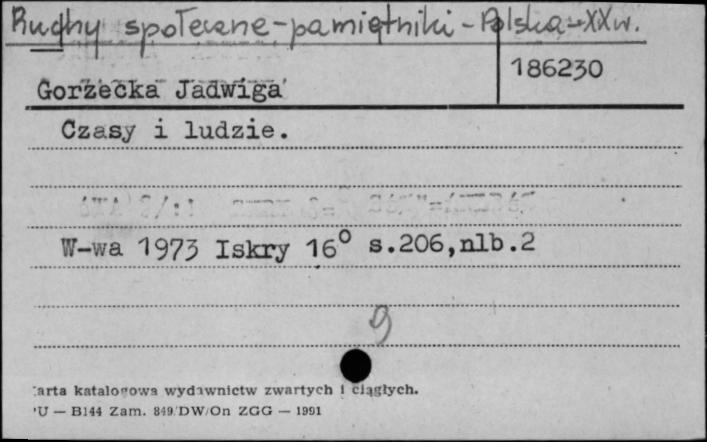 Ruchy społeczne-pamiętniki-Polska-XXw.
186230
Gorzecka Jadwiga
Czasy i ludzie.
W-wa 1973 Iskry 16° s.206,nlb.2
9
arta katalogowa wydawnictw zwartych i ciągłych.
U — B144 Zam. 849/DW/On ZGG — 1991